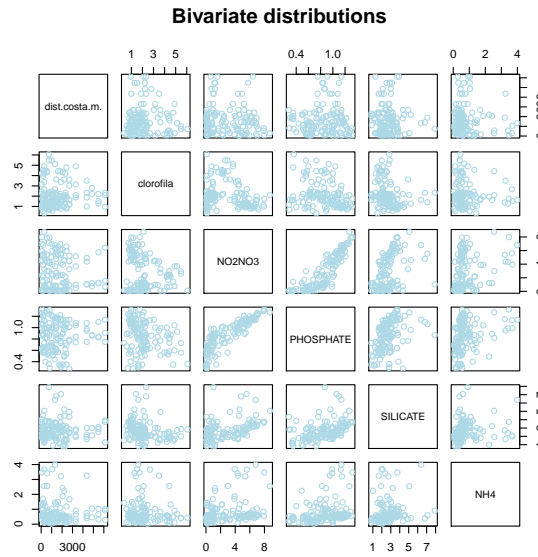 Bivariate distributions
1 3 5
0.4 1.0
0 2 4
dist.costa.m.
1 3 5
clorofila
NO2NO3
0.4 1.0
PHOSPHATE
SILICATE
0 2 4
NH4
0 3000
0 4 8
1 3 5 7